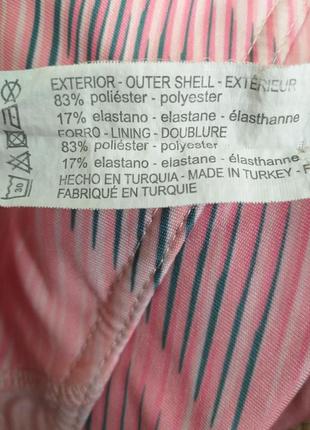 EXTERIOR - OUTER SHELL - EXTÉRIEUR
83% poliéster - polyester
17% elastano - elastane - élasthanne
FORRO - LINING - DOUBLURE
83% poliéster - polyester
17% elastano - elastane - élasthanne
HECHO EN TURQUIA - MADE IN TURKEY - F
FABRIQUÉ EN TURQUIE
30